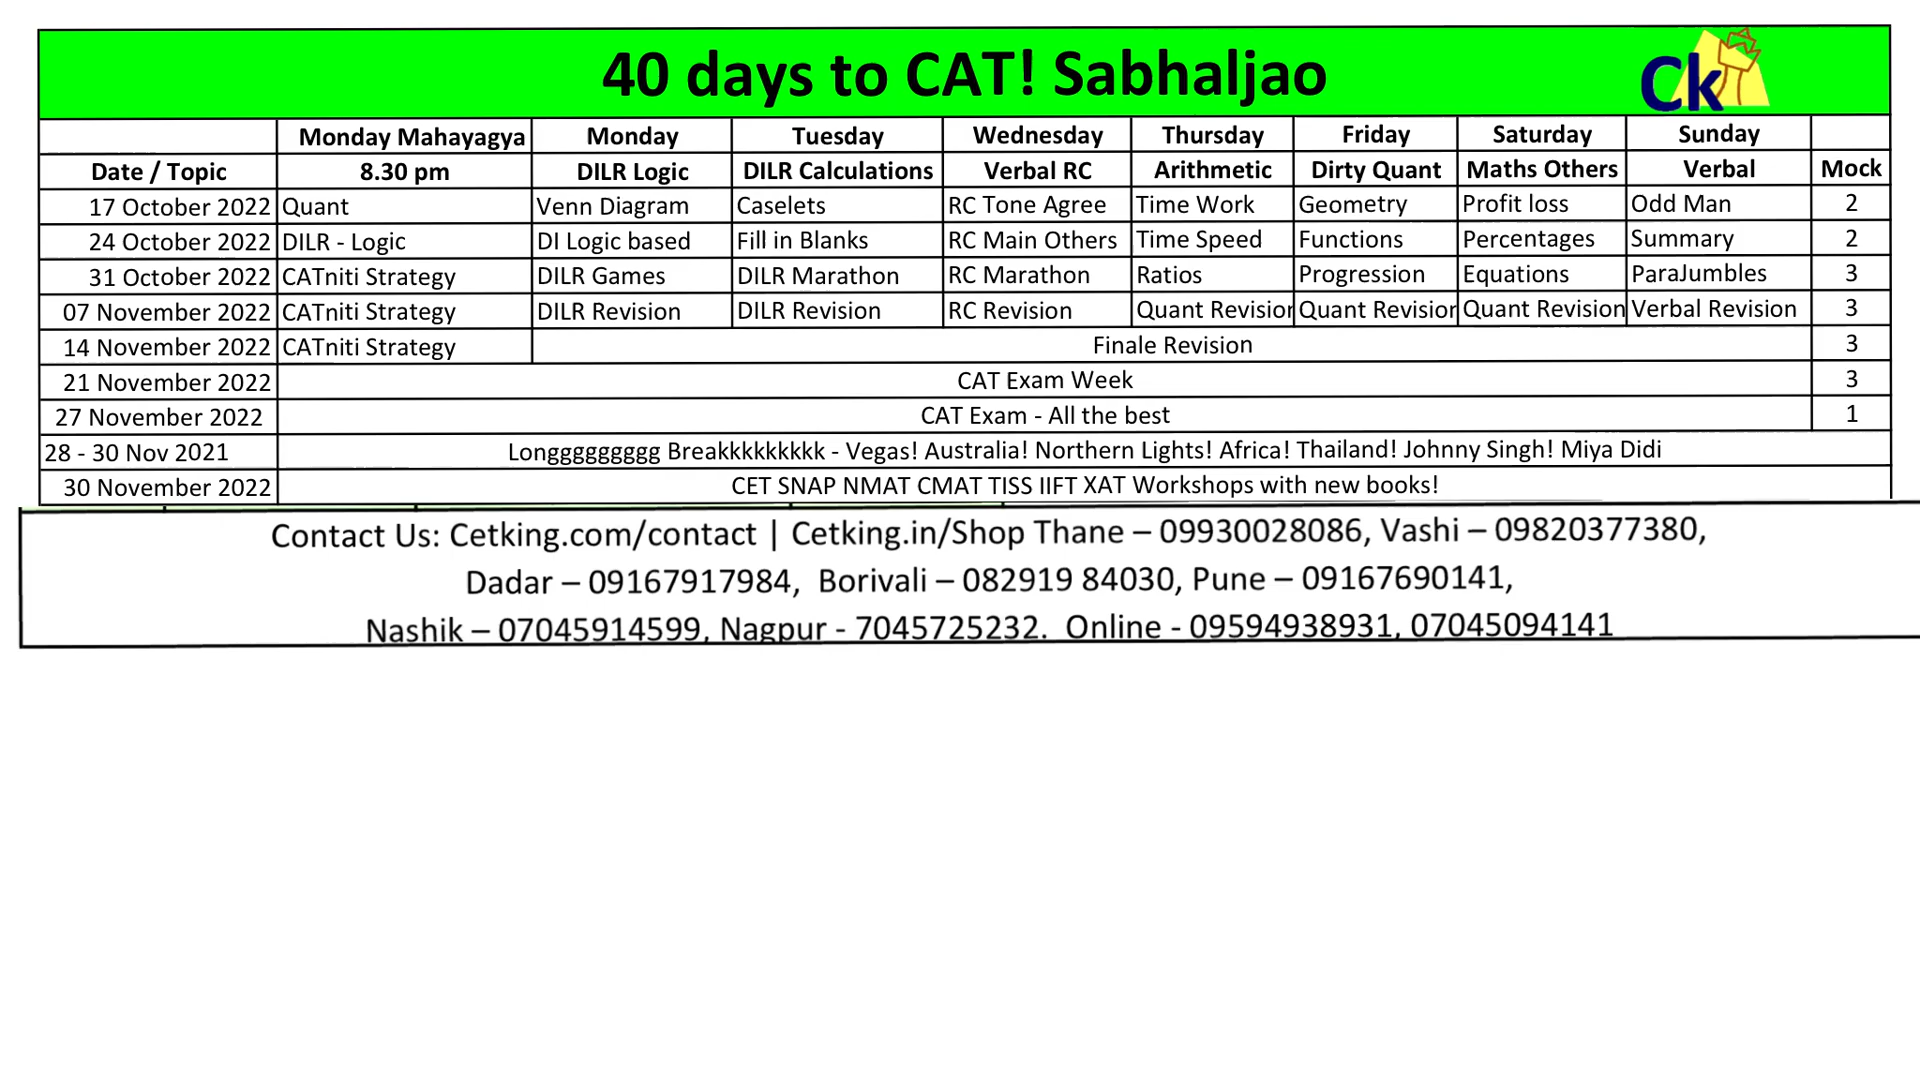 40 days to CAT! Sabhaljao
Ck
Monday Mahayagya Monday Tuesday Wednesday Thursday Friday Saturday Sunday
Date / Topic 8.30 pm DILR Logic DILR Calculations Verbal RC Arithmetic Dirty Quant Maths Others Verbal Mock
17 October 2022 Quant Venn Diagram Caselets RC Tone Agree Time Work Geometry Profit loss Odd Man 2
24 October 2022 DILR - Logic DI Logic based Fill in Blanks RC Main Others Time Speed Functions Percentages Summary 2
31 October 2022 CATniti Strategy DILR Games DILR Marathon RC Marathon Ratios Progression Equations ParaJumbles 3
07 November 2022 CATniti Strategy DILR Revision DILR Revision RC Revision Quant Revision Quant Revision Quant Revision Verbal Revision 3
14 November 2022 CATniti Strategy Finale Revision 3
21 November 2022 CAT Exam Week 3
27 November 2022 CAT Exam - All the best 1
28 - 30 Nov 2021 Longgggggggg Breakkkkkkkkk - Vegas! Australia! Northern Lights! Africa! Thailand! Johnny Singh! Miya Didi
30 November 2022 CET SNAP NMAT CMAT TISS IIFT XAT Workshops with new books!
Contact Us: Cetking.com/contact | Cetking.in/Shop Thane – 09930028086, Vashi – 09820377380,
Dadar – 09167917984, Borivali – 082919 84030, Pune – 09167690141,
Nashik – 07045914599, Nagpur - 7045725232. Online - 09594938931, 07045094141